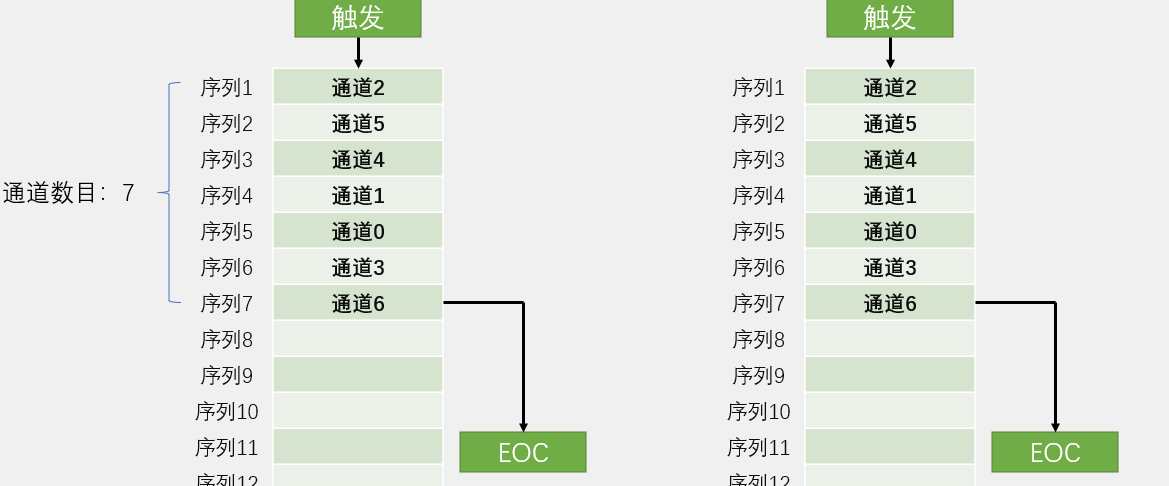 触发 触发
序列1 通道2 序列1 通道2
序列2 通道5 序列2 通道5
序列3 通道4 序列3 通道4
通道数目：7 序列4 通道1 序列4 通道1
序列5 通道0 序列5 通道0
序列6 通道3 序列6 通道3
序列7 通道6 序列7 通道6
序列8 序列8
序列9 序列9
序列10 序列10
序列11 EOC 序列11 EOC
序列12 序列12